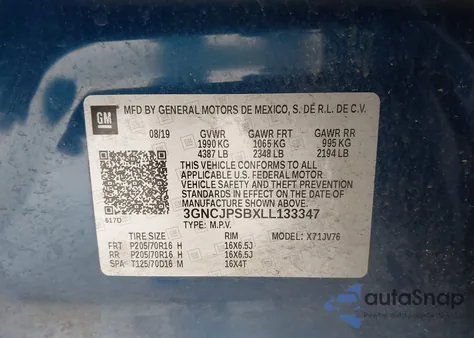 GM
MFD BY GENERAL MOTORS DE MEXICO, S. DE R.L. DE C.V.
08/19 GVWR GAWR FRT GAWR RR
1990 KG 1065 KG 995 KG
4387 LB 2348 LB 2194 LB
THIS VEHICLE CONFORMS TO ALL
APPLICABLE U.S. FEDERAL MOTOR
VEHICLE SAFETY, BUMPER, AND THEFT
PREVENTION STANDARDS IN
EFFECT ON THE DATE OF
MANUFACTURE SHOWN ABOVE.
3GNCJPSBXLL133347
617D TYPE: M.P.V. MODEL: X71JV76
TIRE RIM
FRT P205/70R16 H 16X6.5J
RR P205/70R16 H 16X6.5J
SPA T125/70D16 M 16X4T
autoSnap